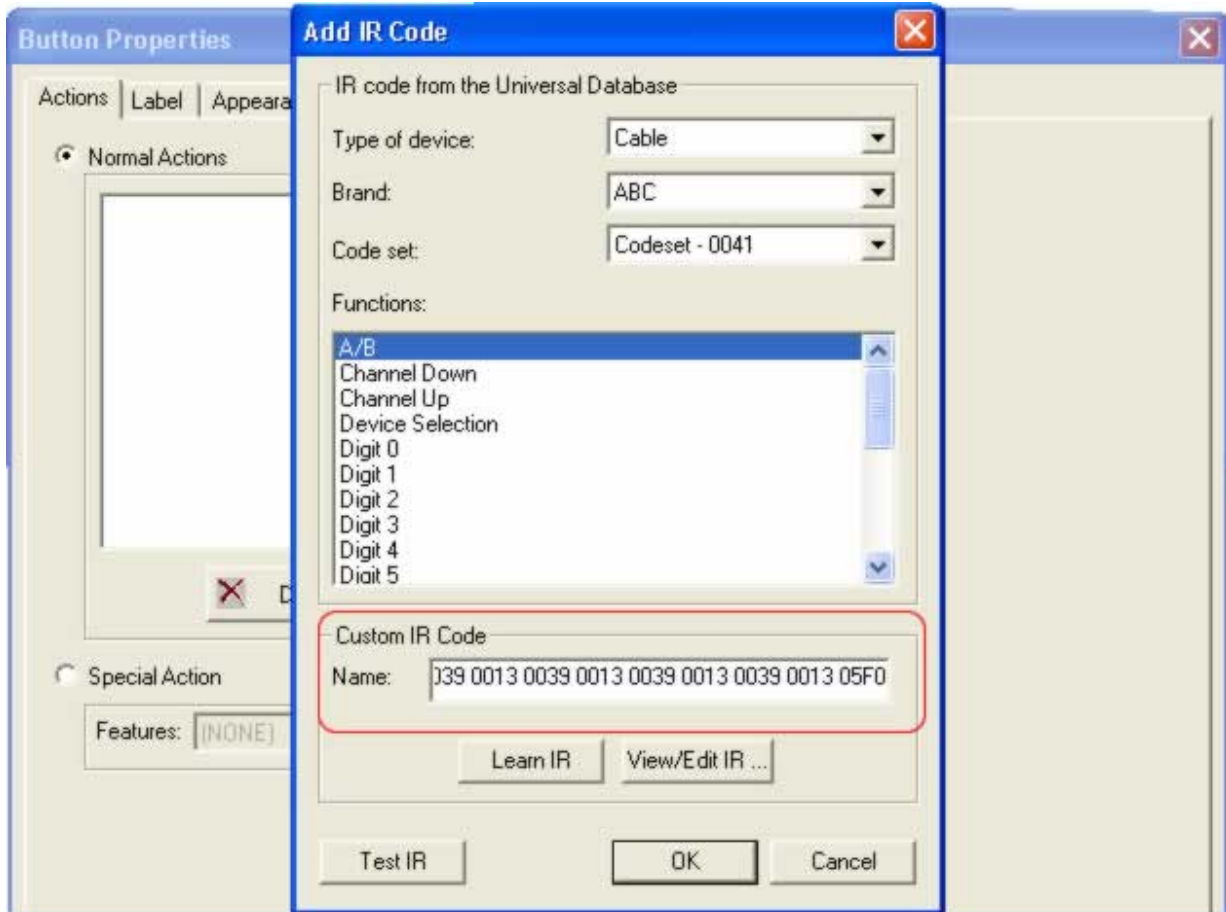 Button Properties
Actions
Label
Normal Actions
Special Action
Features: (NONE)
Add IR Code
IR code from the Universal Database
Type of device: Cable
Brand: ABC
Code set: Codeset - 0041
Functions:
A/B
Channel Down
Channel Up
Device Selection
Digit 0
Digit 1
Digit 2
Digit 3
Digit 4
Digit 5
Custom IR Code
Name: 039 0013 0039 0013 0039 0013 0039 0013 05F0
Learn IR
View/Edit IR ...
Test IR
OK
Cancel